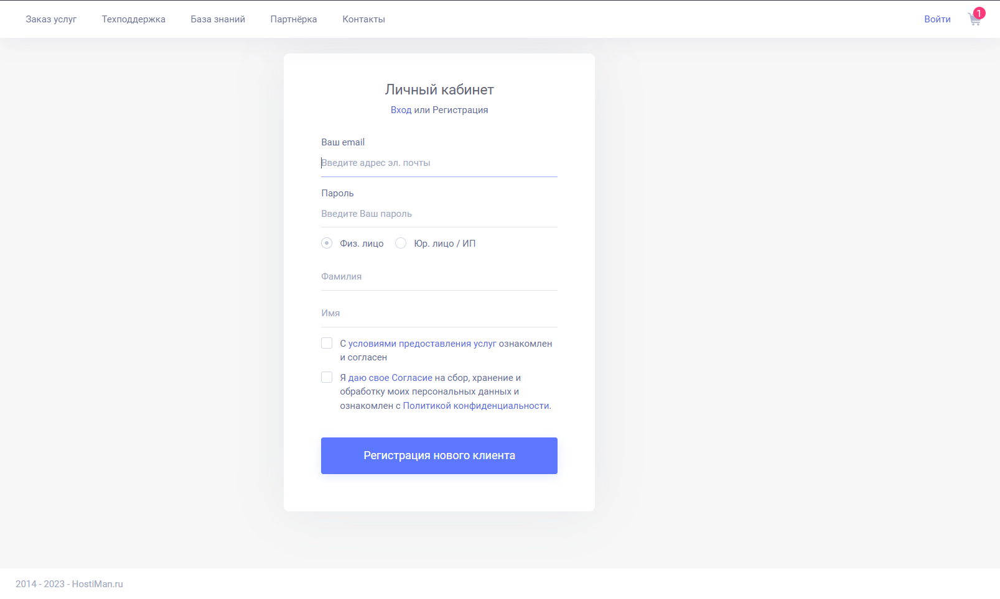 Заказ услуг Техподдержка База знаний Партнёрка Контакты Войти 1
Личный кабинет
Вход или Регистрация
Ваш email
Введите адрес эл. почты
Пароль
Введите Ваш пароль
Физ. лицо Юр. лицо / ИП
Фамилия
Имя
С условиями предоставления услуг ознакомлен
и согласен
Я даю свое Согласие на сбор, хранение и
обработку моих персональных данных и
ознакомлен с Политикой конфиденциальности.
Регистрация нового клиента
2014 - 2023 - HostiMan.ru